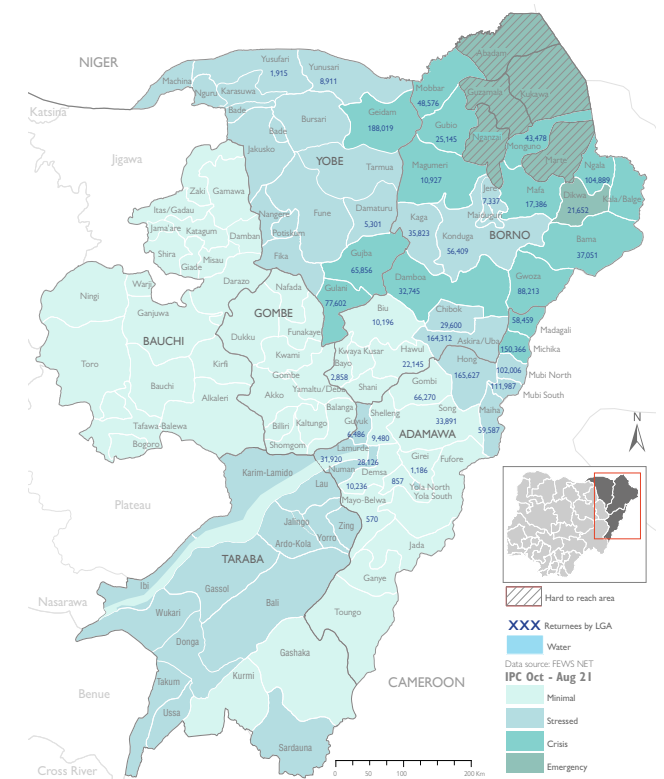 NIGER
Katsina
Jigawa
Plateau
Nasarawa
Benue
Cross River
CAMEROON
Machina
Nguru
Karasuwa
Yusufari
1,915
Yunusari
8,911
Bade
Bade
Bursari
Geidam
188,019
Jakusko
YOBE
Tarmua
Nangere
Potiskum
Fune
Damaturu
5,301
Fika
Gujba
65,856
Gulani
77,602
Abadam
Mobbar
48,576
Guzamala
Kukawa
Gubio
25,145
Nganzai
43,478
Monguno
Marte
Magumeri
10,927
Ngala
104,889
Jere
7,337
Maiduguri
Mafa
17,386
Dikwa
21,652
Kala/Balge
Kaga
35,823
Konduga
56,409
BORNO
Bama
37,051
Damboa
32,745
Gwoza
88,213
Chibok
29,600
164,312
Askira/Uba
Biu
10,196
Kwaya Kusar
Hawul
22,145
Bayo
2,858
Shani
58,459
Madagali
150,366
Michika
102,006
Mubi North
111,987
Mubi South
Hong
165,627
Gombi
66,270
Maiha
59,587
Song
33,891
Shelleng
9,480
Guyuk
6,486
ADAMAWA
Lamurde
31,920
28,126
Numan
Demsa
10,236
Girei
1,186
Fufore
857
Yola North
Yola South
Mayo-Belwa
570
Jada
Ganye
Toungo
Zaki
Gamawa
Itas/Gadau
Jama'are
Katagum
Damban
Shira
Misau
Giade
Darazo
Ningi
Warji
Ganjuwa
BAUCHI
Toro
Kirfi
Bauchi
Alkaleri
Tafawa-Balewa
Bogoro
Nafada
GOMBE
Dukku
Funakaye
Kwami
Gombe
Yamaltu/Deba
Akko
Balanga
Billiri
Kaltungo
Shomgom
Karim-Lamido
Lau
Jalingo
Zing
Yorro
Ardo-Kola
TARABA
Ibi
Gassol
Wukari
Bali
Donga
Gashaka
Takum
Kurmi
Ussa
Sardauna
N
Hard to reach area
XXX Returnees by LGA
Water
Data source: FEWS NET
IPC Oct - Aug 21
Minimal
Stressed
Crisis
Emergency
0 50 100 200 Km